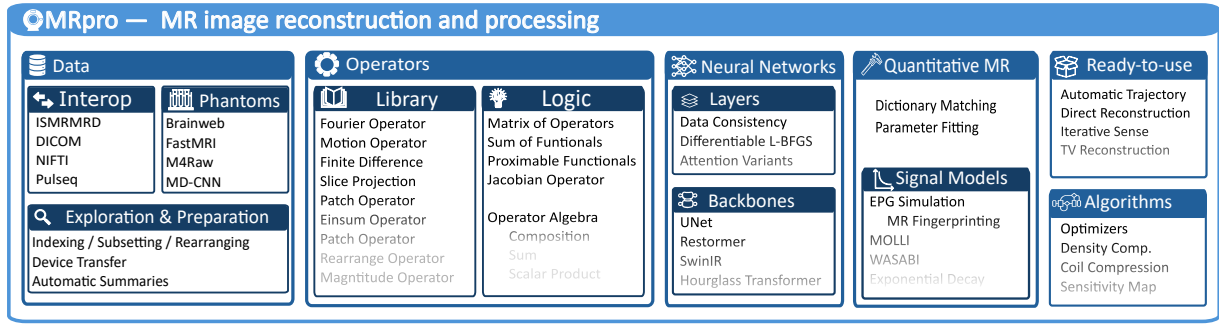 MRpro — MR image reconstruction and processing
Data
Interop
ISMRMRD
DICOM
NIFTI
Pulseq
Phantoms
Brainweb
FastMRI
M4Raw
MD-CNN
Exploration & Preparation
Indexing / Subsetting / Rearranging
Device Transfer
Automatic Summaries
Operators
Library
Fourier Operator
Motion Operator
Finite Difference
Slice Projection
Patch Operator
Einsum Operator
Patch Operator
Rearrange Operator
Magntitude Operator
Logic
Matrix of Operators
Sum of Funtionals
Proximable Functionals
Jacobian Operator
Operator Algebra
Composition
Sum
Scalar Product
Neural Networks
Layers
Data Consistency
Differentiable L-BFGS
Attention Variants
Backbones
UNet
Restormer
SwinIR
Hourglass Transformer
Quantitative MR
Dictionary Matching
Parameter Fitting
Signal Models
EPG Simulation
MR Fingerprinting
MOLLI
WASABI
Exponential Decay
Ready-to-use
Automatic Trajectory
Direct Reconstruction
Iterative Sense
TV Reconstruction
Algorithms
Optimizers
Density Comp.
Coil Compression
Sensitivity Map